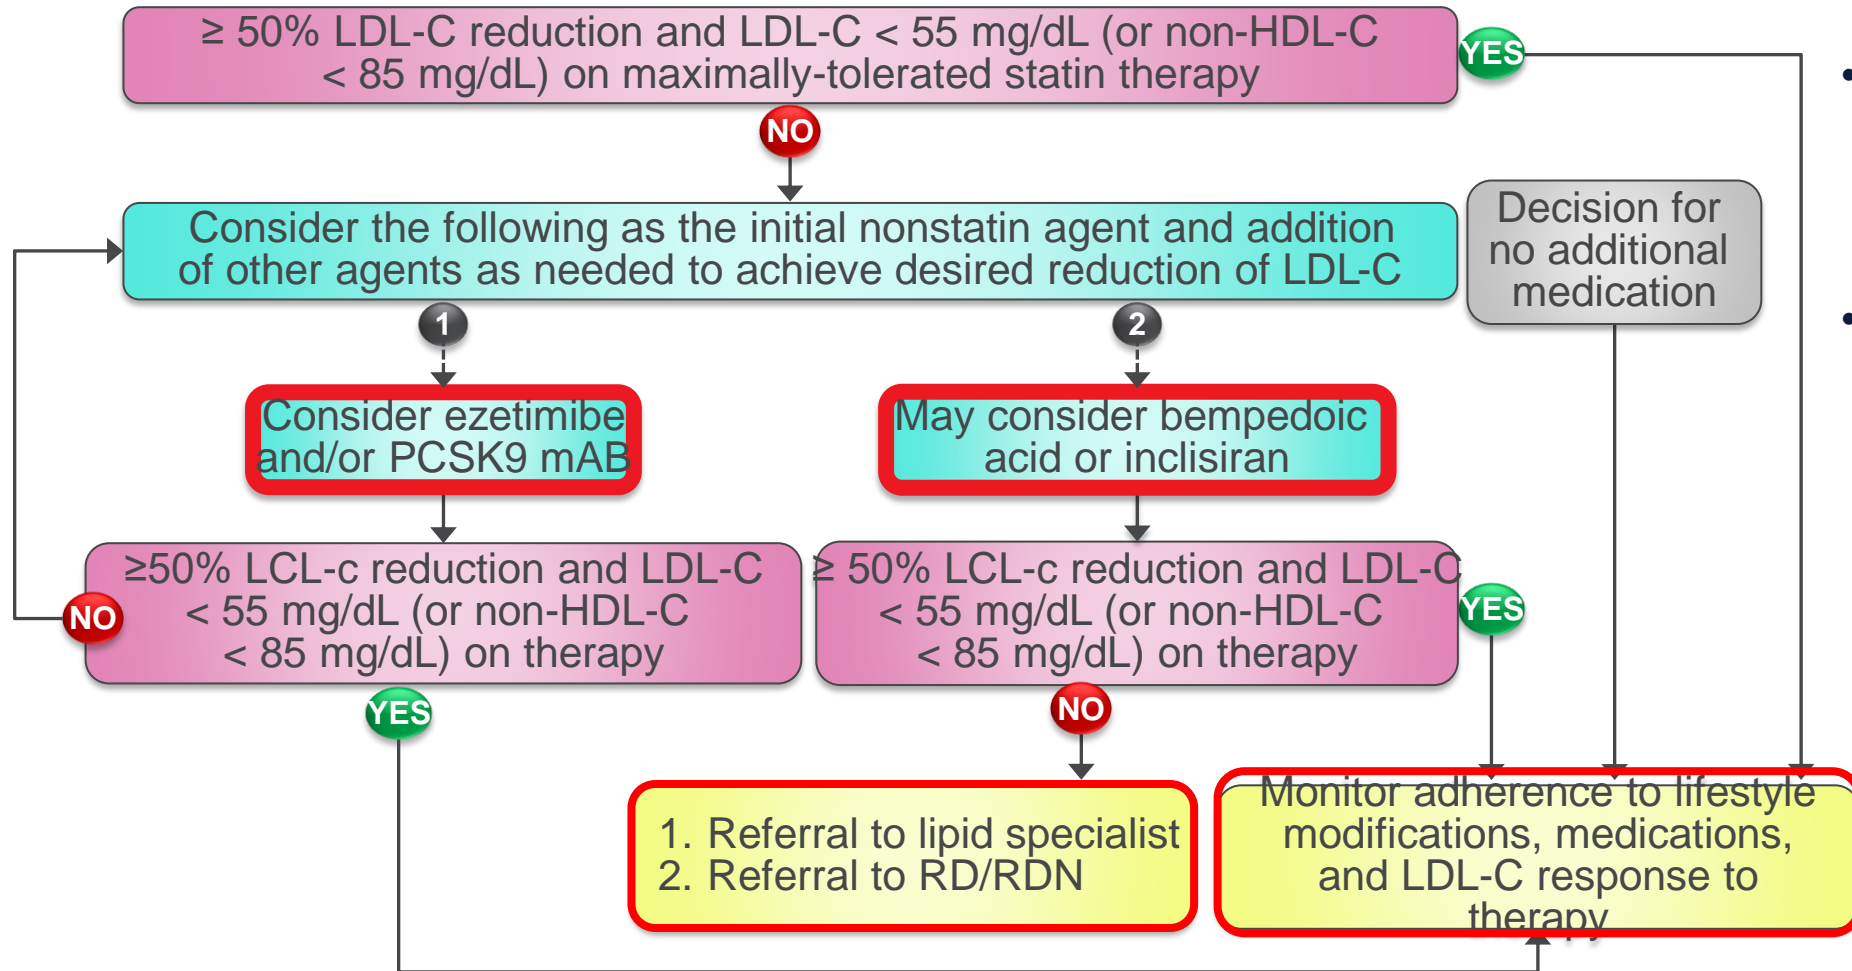 ≥ 50% LDL-C reduction and LDL-C < 55 mg/dL (or non-HDL-C
< 85 mg/dL) on maximally-tolerated statin therapy
YES
•
NO
Consider the following as the initial nonstatin agent and addition
of other agents as needed to achieve desired reduction of LDL-C
Decision for
no additional
medication
•
1
2
Consider ezetimibe
and/or PCSK9 mAB
May consider bempedoic
acid or inclisiran
≥50% LCL-c reduction and LDL-C
< 55 mg/dL (or non-HDL-C
< 85 mg/dL) on therapy
NO
YES
≥ 50% LCL-c reduction and LDL-C
< 55 mg/dL (or non-HDL-C
< 85 mg/dL) on therapy
YES
NO
1. Referral to lipid specialist
2. Referral to RD/RDN
Monitor adherence to lifestyle
modifications, medications,
and LDL-C response to
therapy